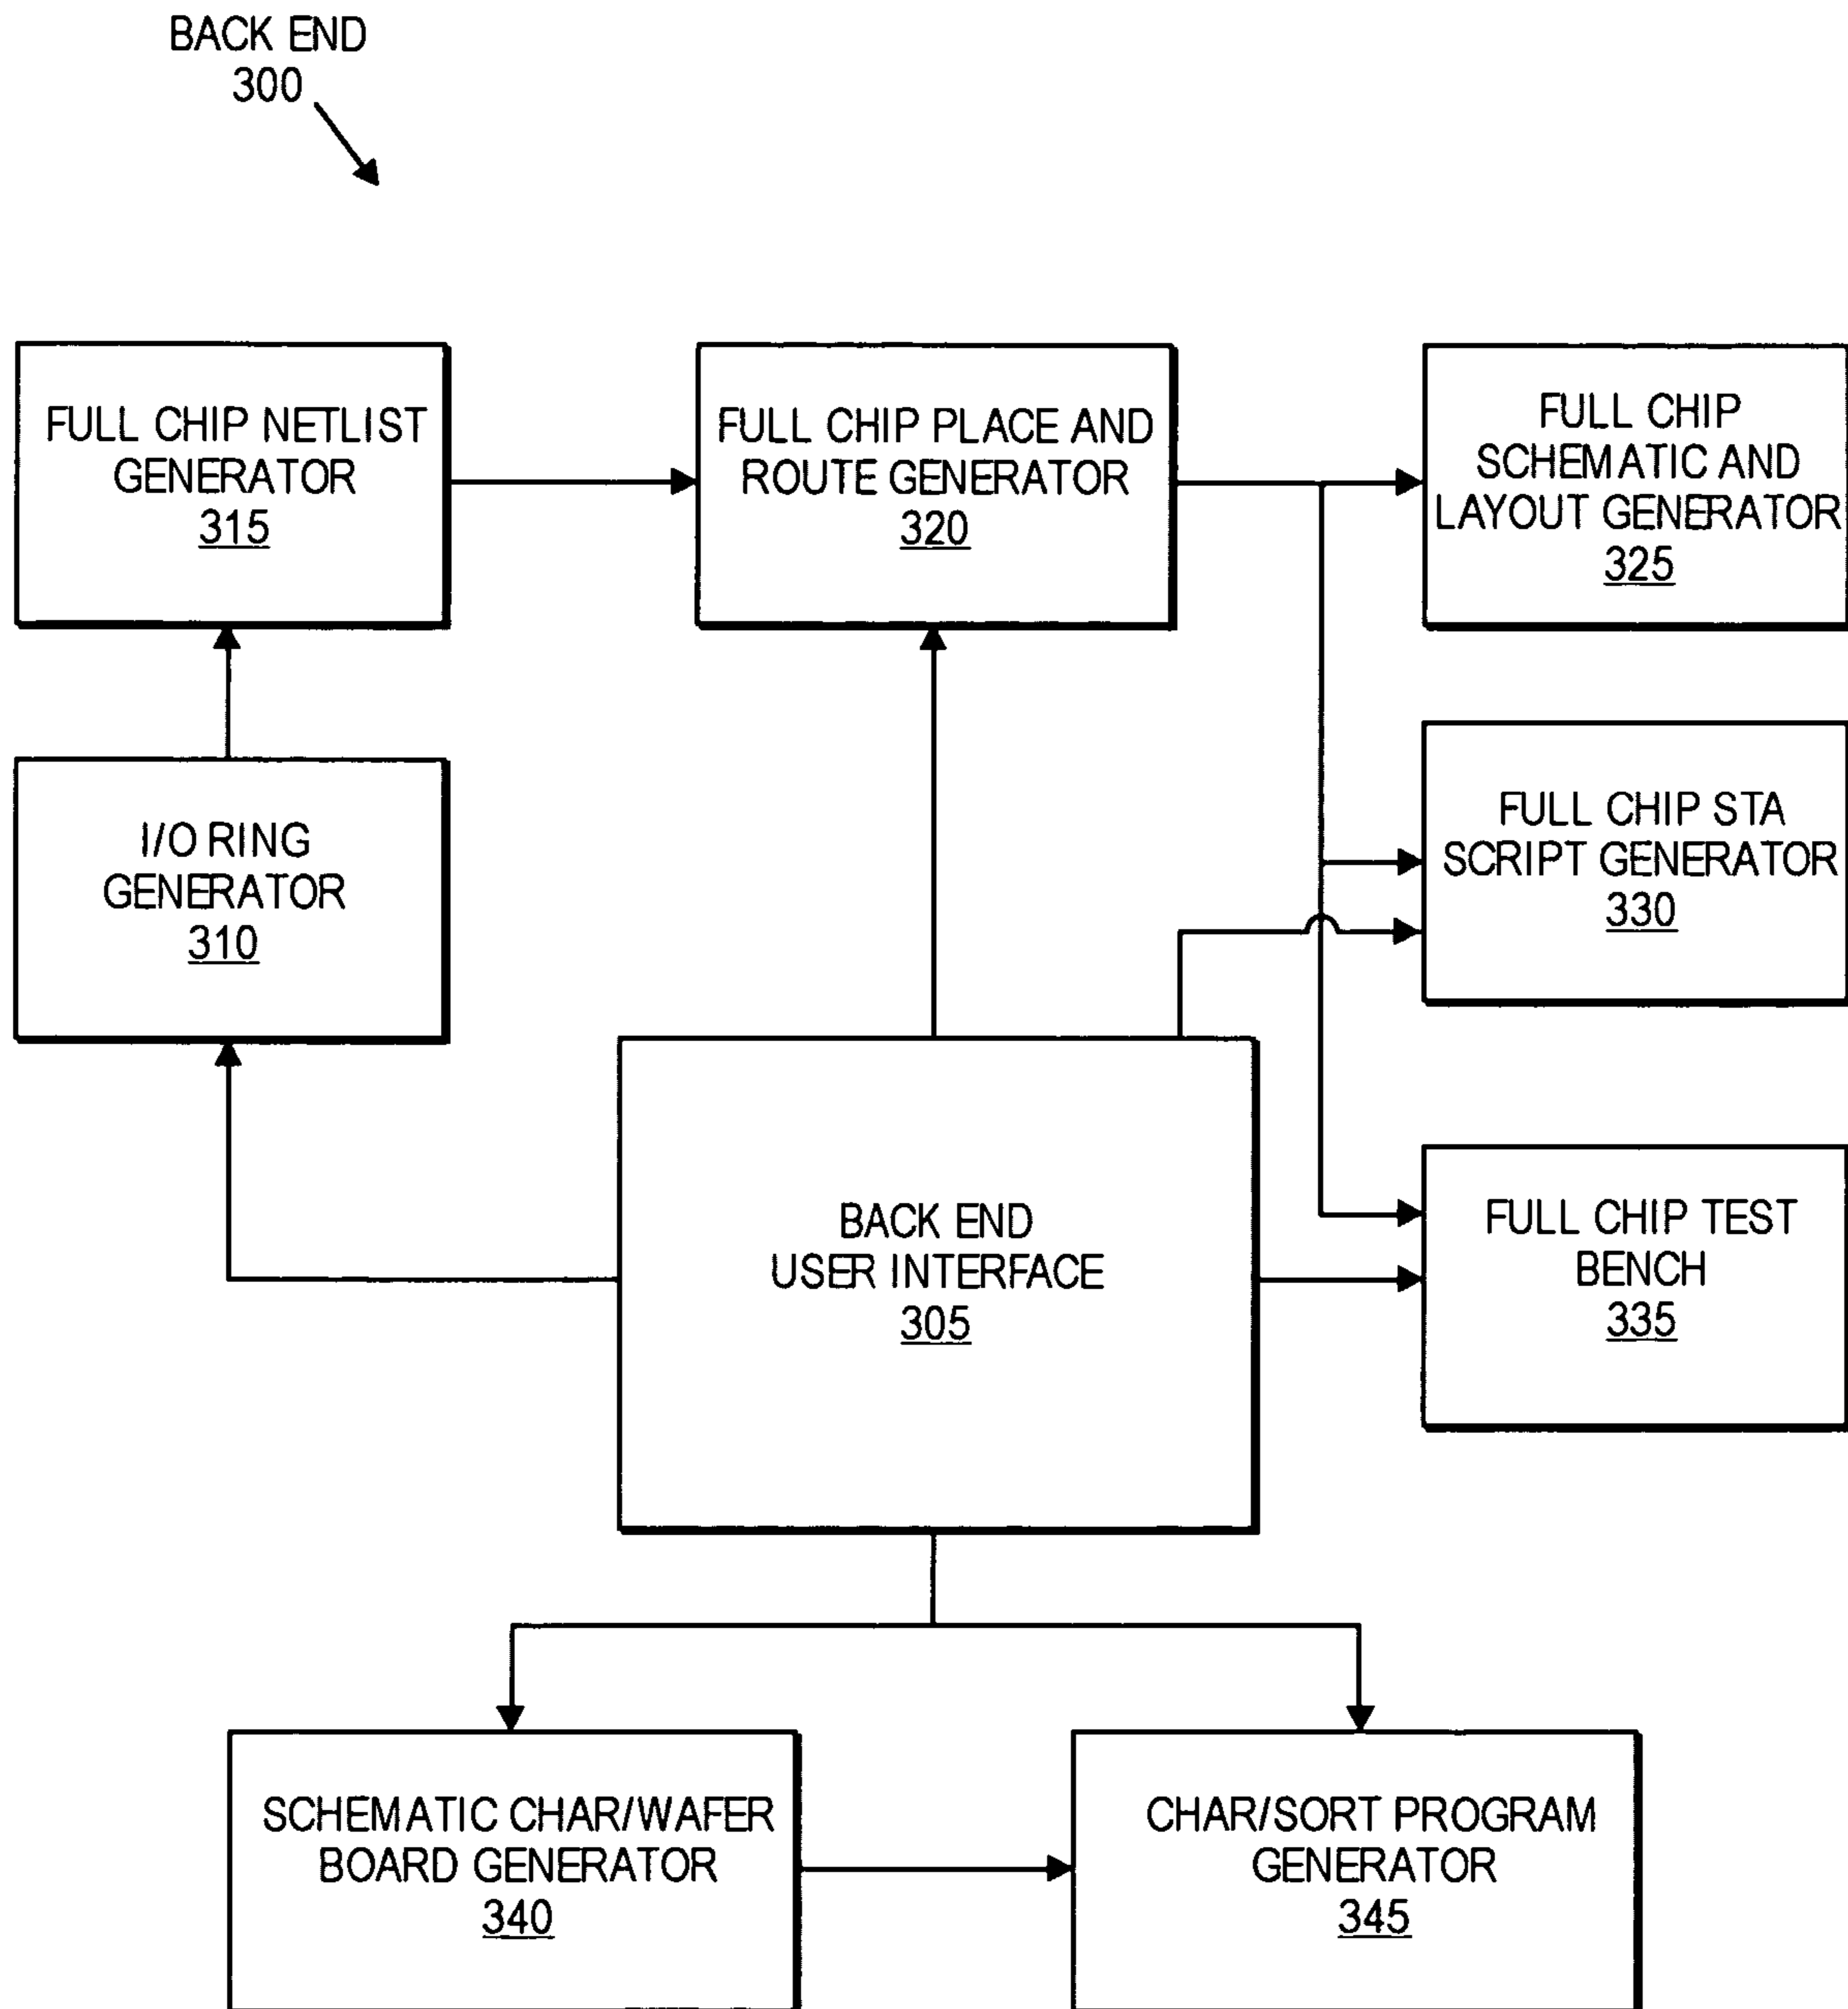 BACK END
300
FULL CHIP NETLIST
GENERATOR
315
FULL CHIP PLACE AND
ROUTE GENERATOR
320
FULL CHIP
SCHEMATIC AND
LAYOUT GENERATOR
325
I/O RING
GENERATOR
310
FULL CHIP STA
SCRIPT GENERATOR
330
BACK END
USER INTERFACE
305
FULL CHIP TEST
BENCH
335
SCHEMATIC CHAR/WAFER
BOARD GENERATOR
340
CHAR/SORT PROGRAM
GENERATOR
345